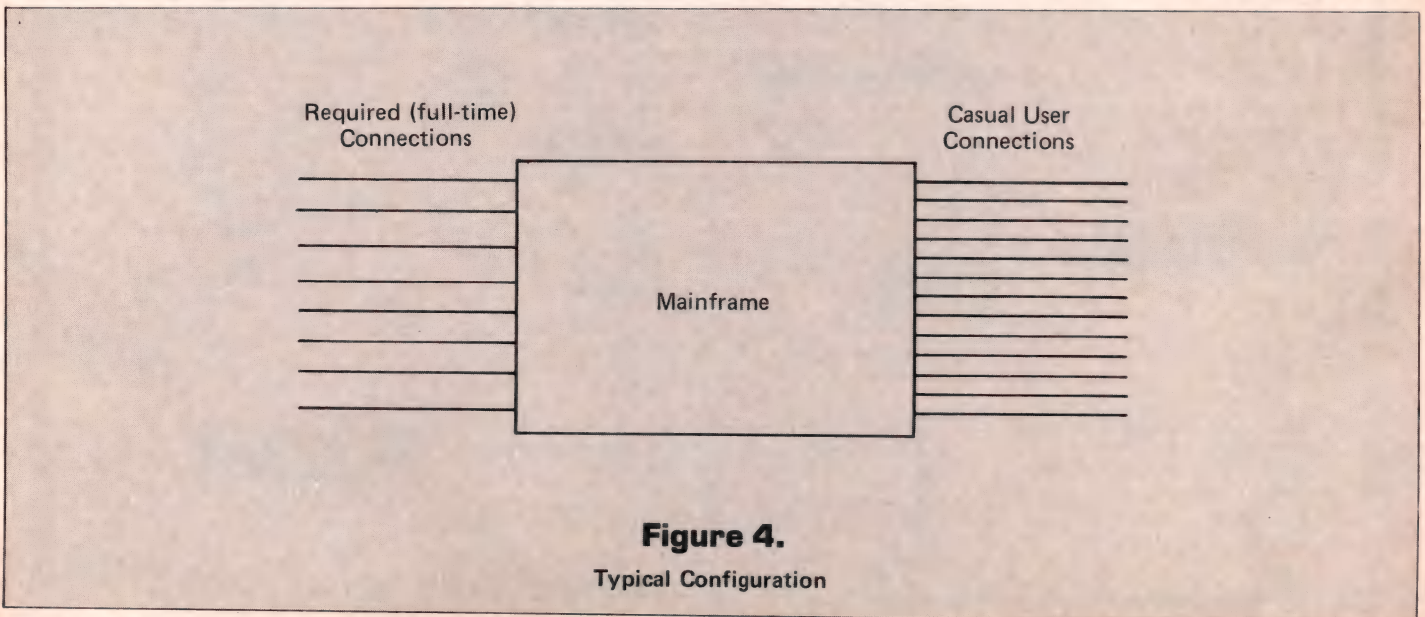 Required (full-time)
Connections
Casual User
Connections
Mainframe
Figure 4.
Typical Configuration